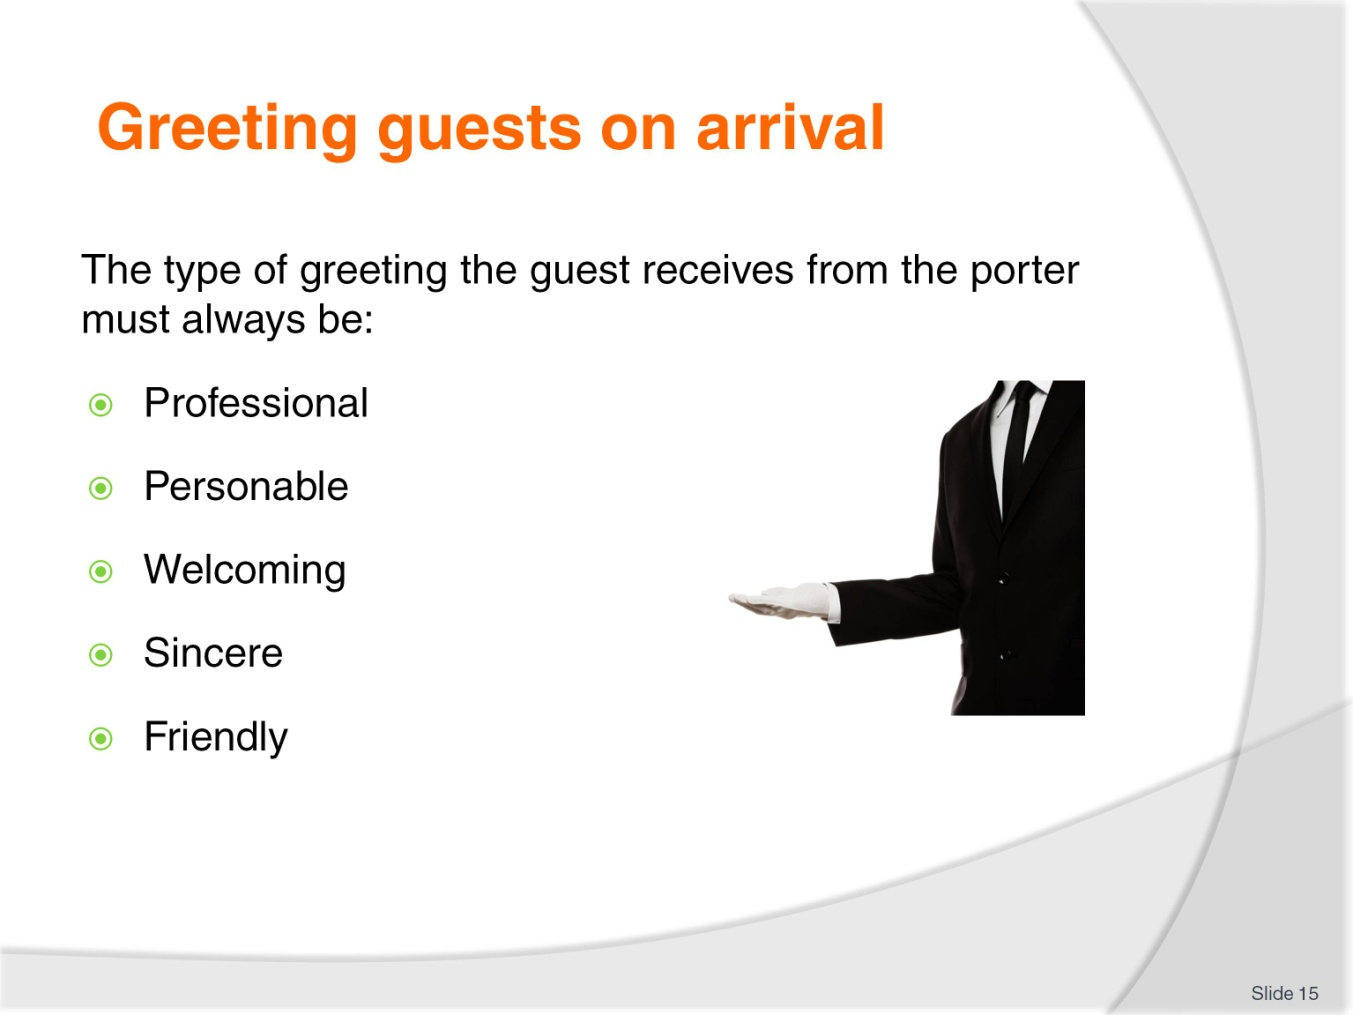 Greeting guests on arrival
The type of greeting the guest receives from the porter
must always be:
Professional
Personable
Welcoming
Sincere
Friendly
Slide 15